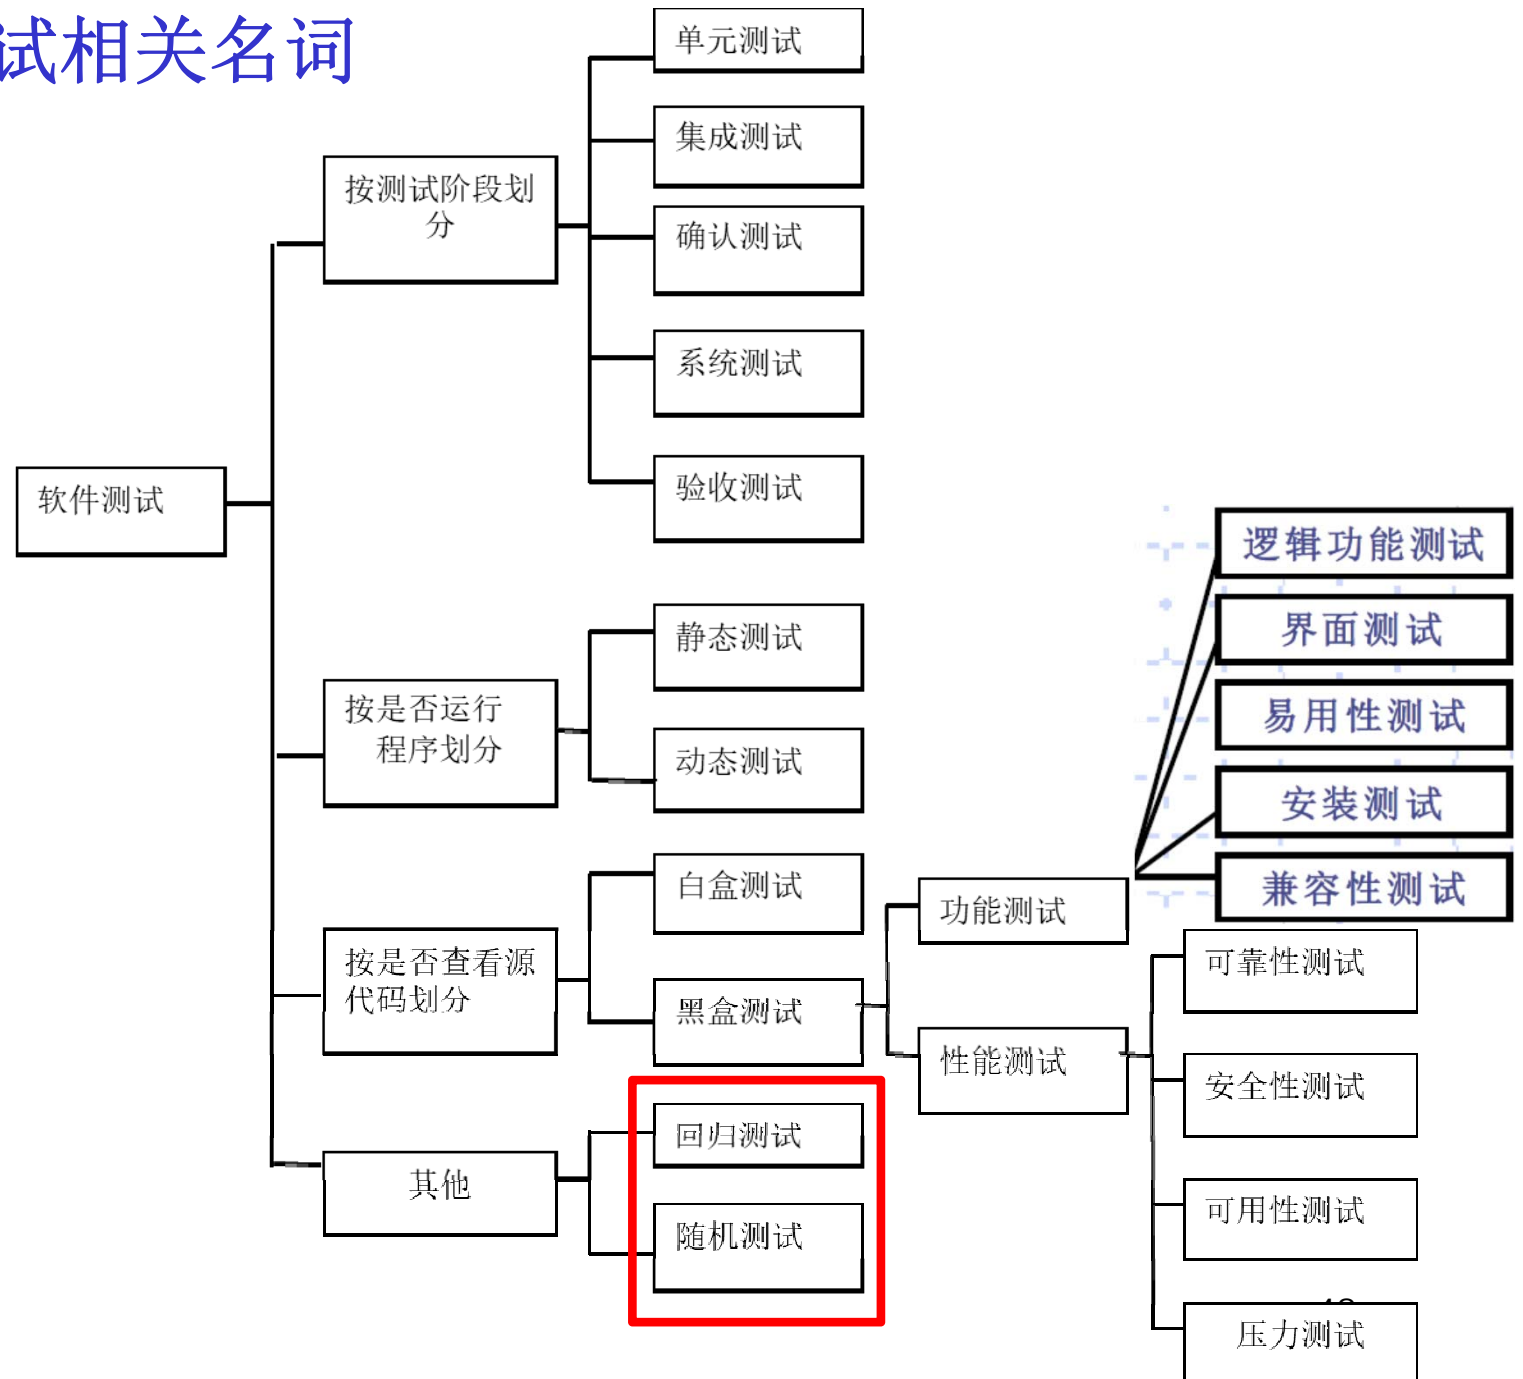 试相关名词
单元测试
集成测试
按测试阶段划
分
确认测试
系统测试
软件测试
验收测试
静态测试
按是否运行
程序划分
动态测试
白盒测试
按是否查看源
代码划分
黑盒测试
功能测试
性能测试
逻辑功能测试
界面测试
易用性测试
安装测试
兼容性测试
可靠性测试
安全性测试
可用性测试
压力测试
其他
回归测试
随机测试